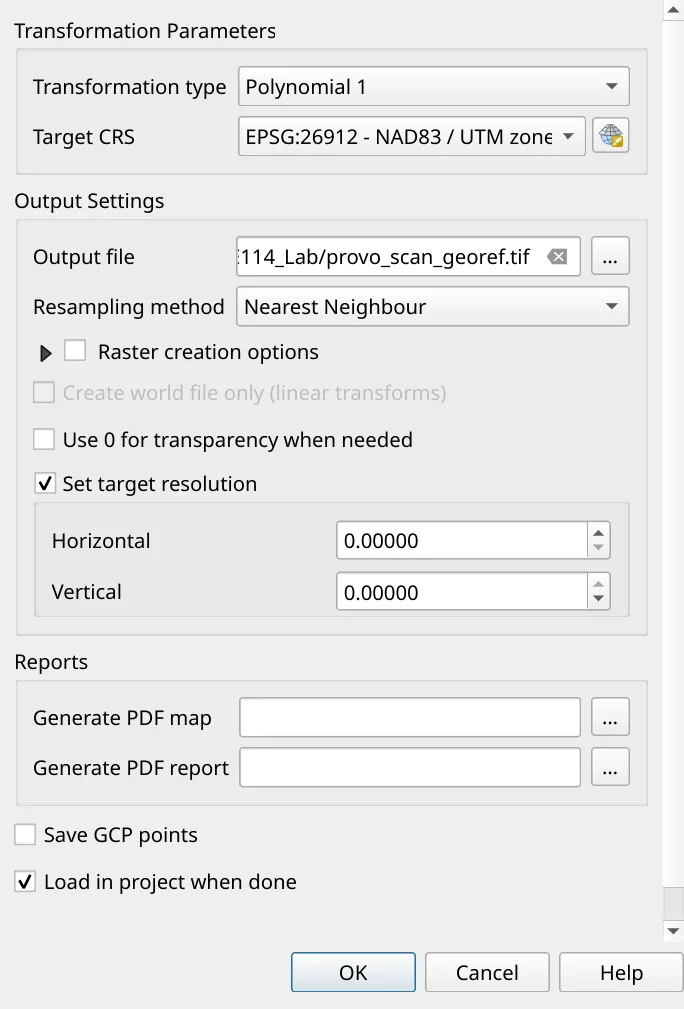 Transformation Parameters
Transformation type Polynomial 1
Target CRS EPSG:26912 - NAD83 / UTM zone
Output Settings
Output file :114_Lab/provo_scan_georef.tif ...
Resampling method Nearest Neighbour
Raster creation options
Create world file only (linear transforms)
Use 0 for transparency when needed
Set target resolution
Horizontal 0.00000
Vertical 0.00000
Reports
Generate PDF map ...
Generate PDF report ...
Save GCP points
Load in project when done
OK Cancel Help